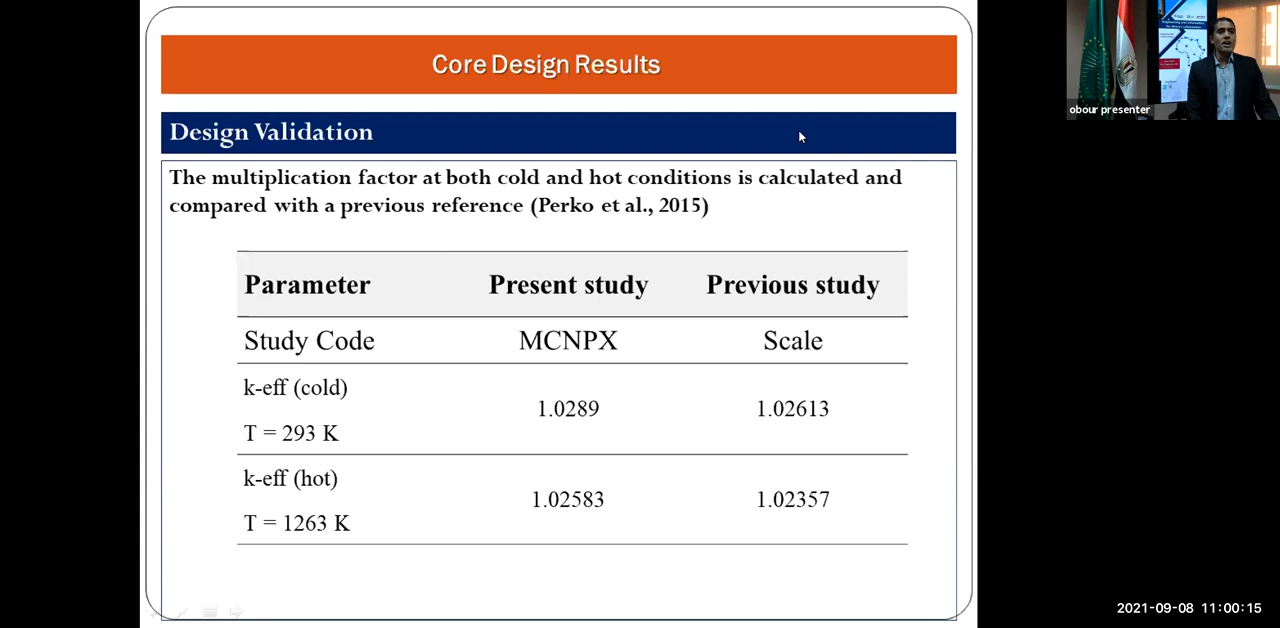 Core Design Results
obour presenter
Design Validation
The multiplication factor at both cold and hot conditions is calculated and
compared with a previous reference (Perko et al., 2015)
Parameter Present study Previous study
Study Code MCNPX Scale
k-eff (cold)
T = 293 K
1.0289 1.02613
k-eff (hot)
T = 1263 K
1.02583 1.02357
2021-09-08 11:00:15